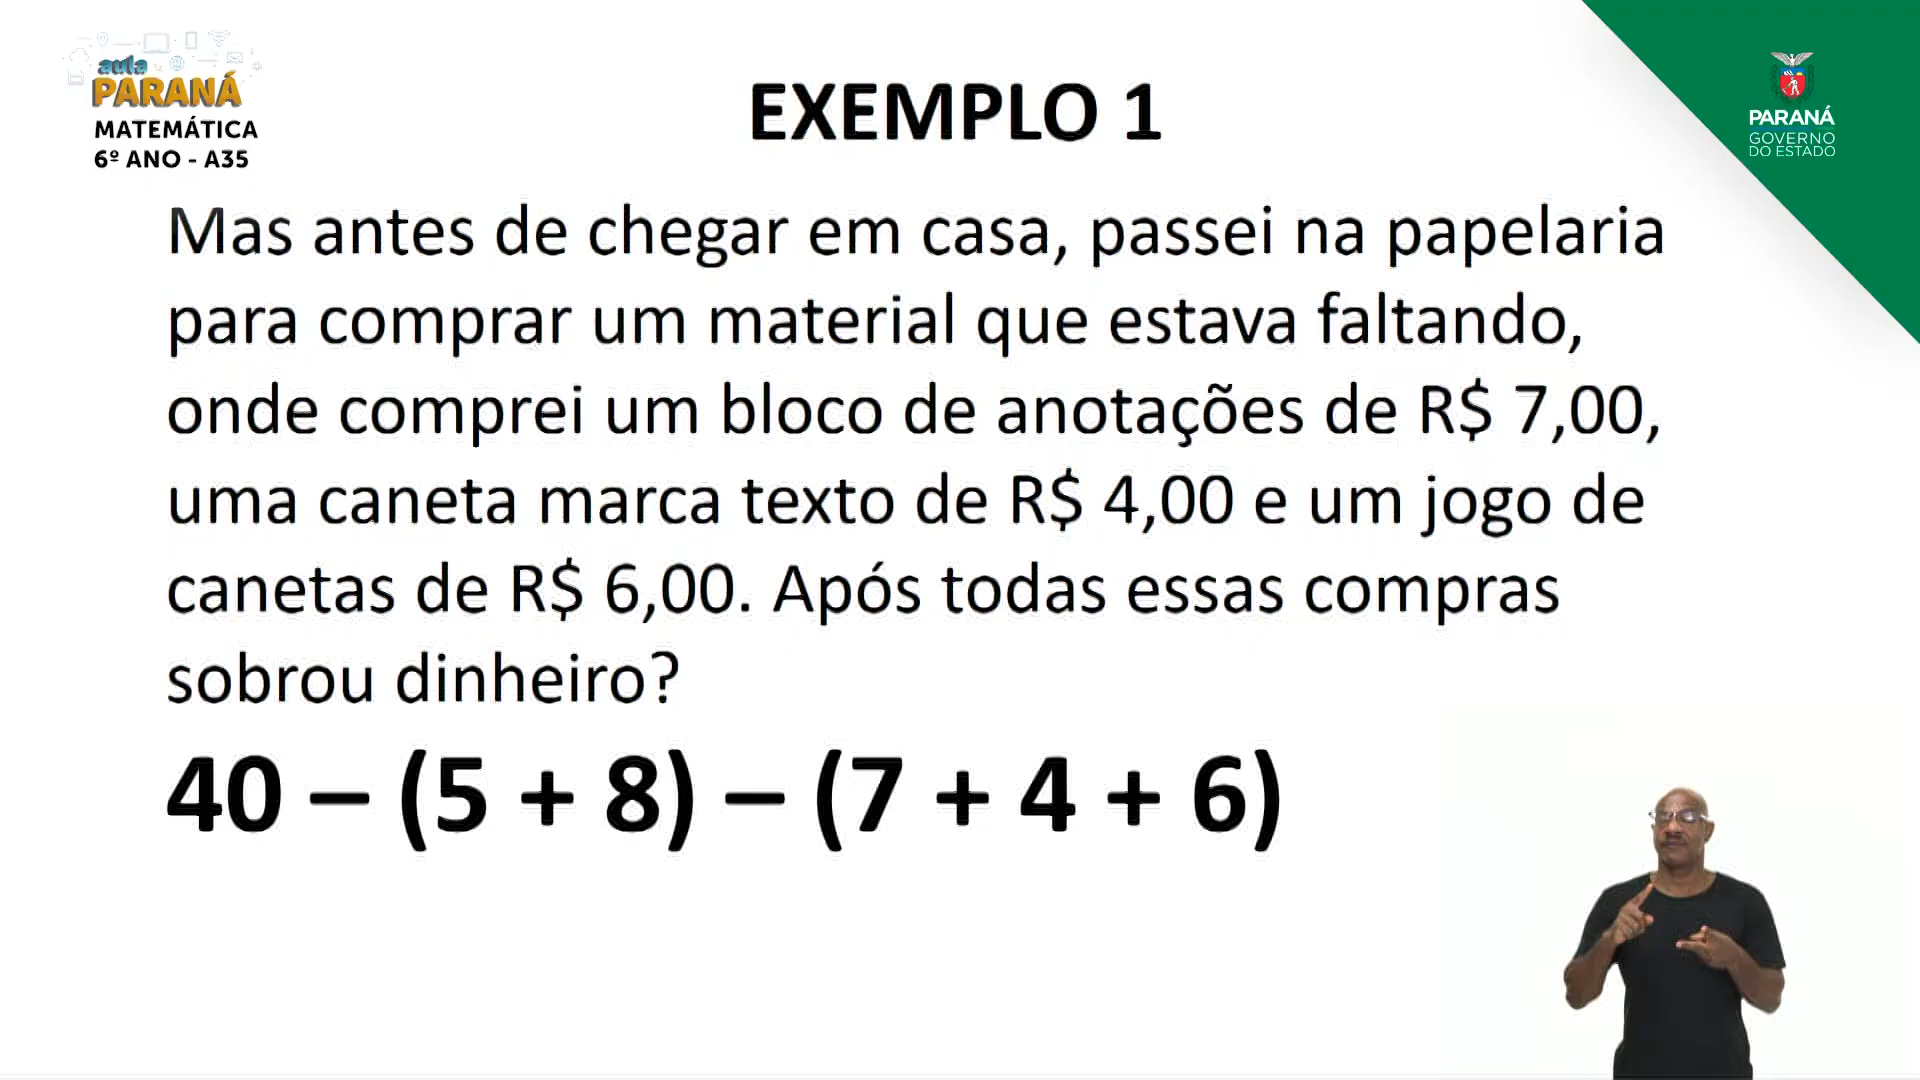 aula
PARANÁ
MATEMÁTICA
6º ANO - A35
EXEMPLO 1
PARANÁ
GOVERNO
DO ESTADO
Mas antes de chegar em casa, passei na papelaria
para comprar um material que estava faltando,
onde comprei um bloco de anotações de R$ 7,00,
uma caneta marca texto de R$ 4,00 e um jogo de
canetas de R$ 6,00. Após todas essas compras
sobrou dinheiro?
40 – (5 + 8) – (7 + 4 + 6)